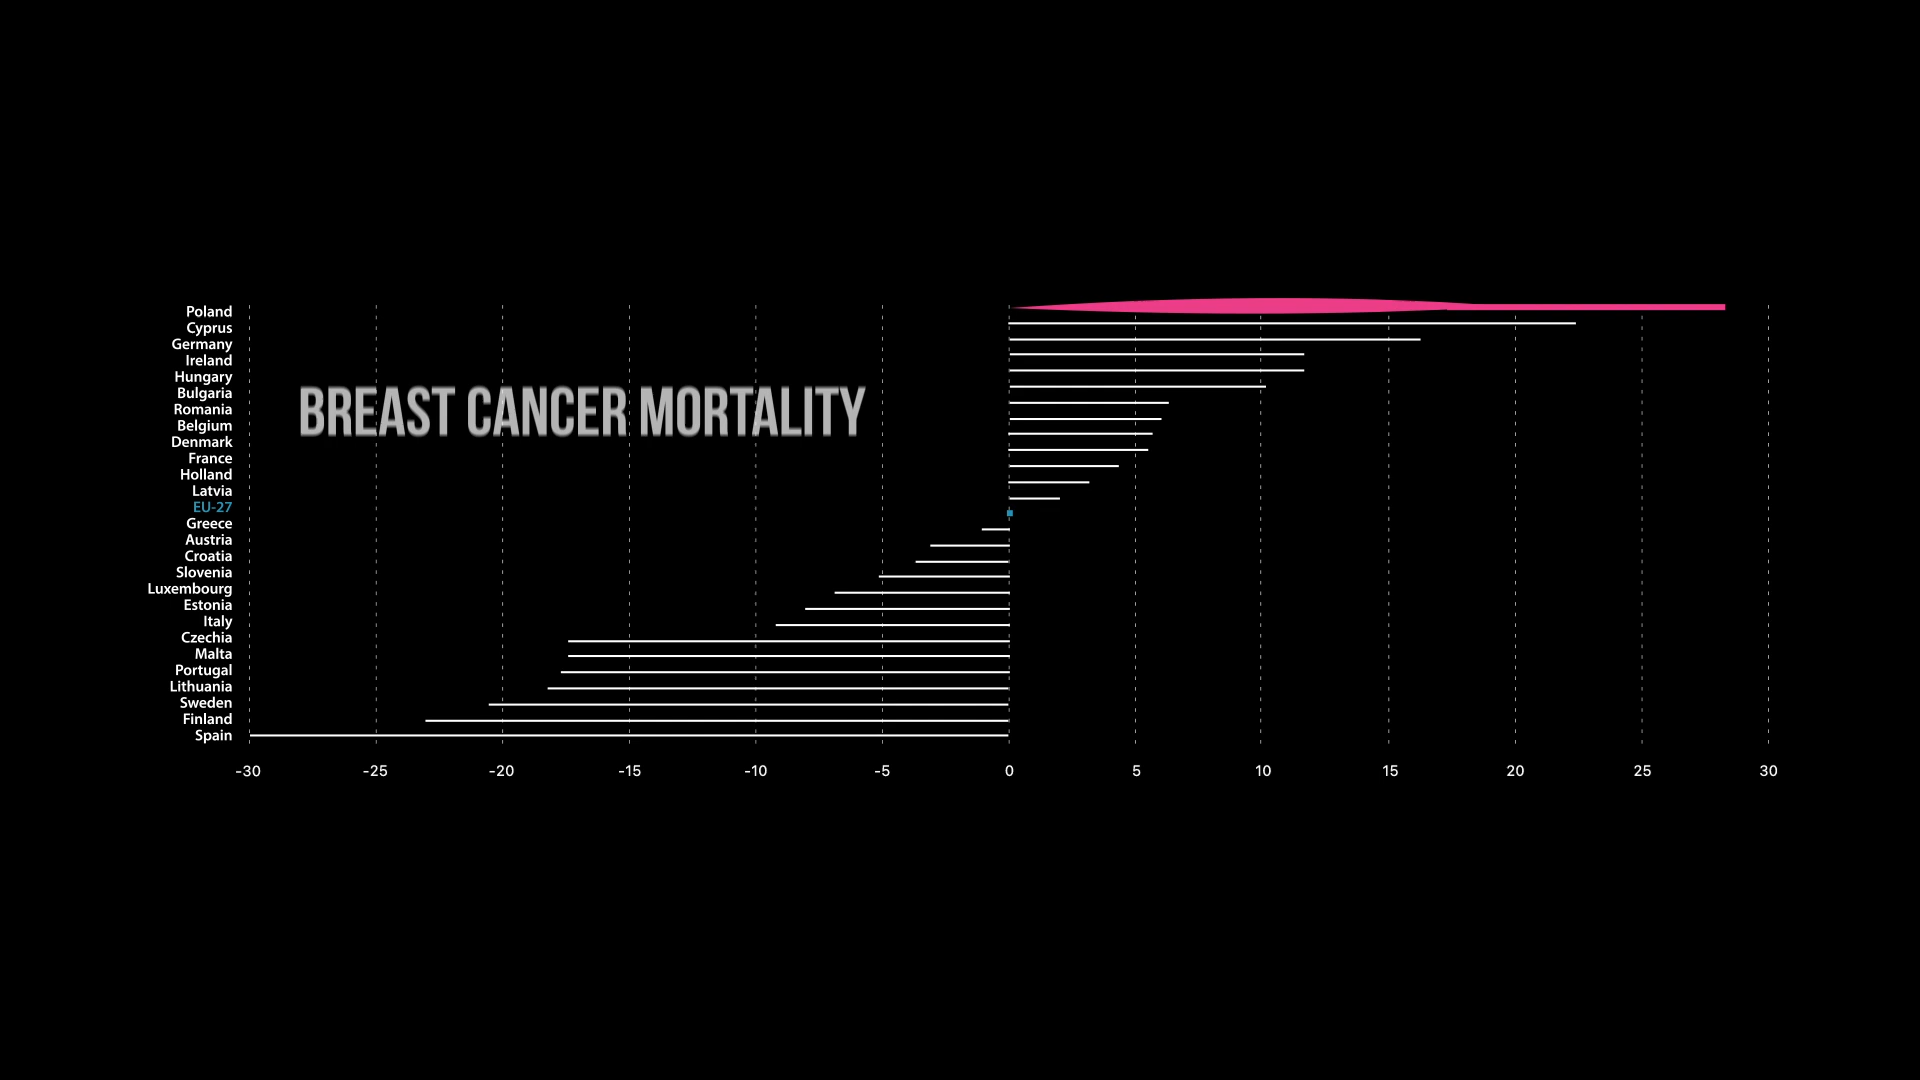 Poland
Cyprus
Germany
Ireland
Hungary
Bulgaria
Romania
Belgium
Denmark
France
Holland
Latvia
EU-27
Greece
Austria
Croatia
Slovenia
Luxembourg
Estonia
Italy
Czechia
Malta
Portugal
Lithuania
Sweden
Finland
Spain
BREAST CANCER MORTALITY
-30 -25 -20 -15 -10 -5 0 5 10 15 20 25 30